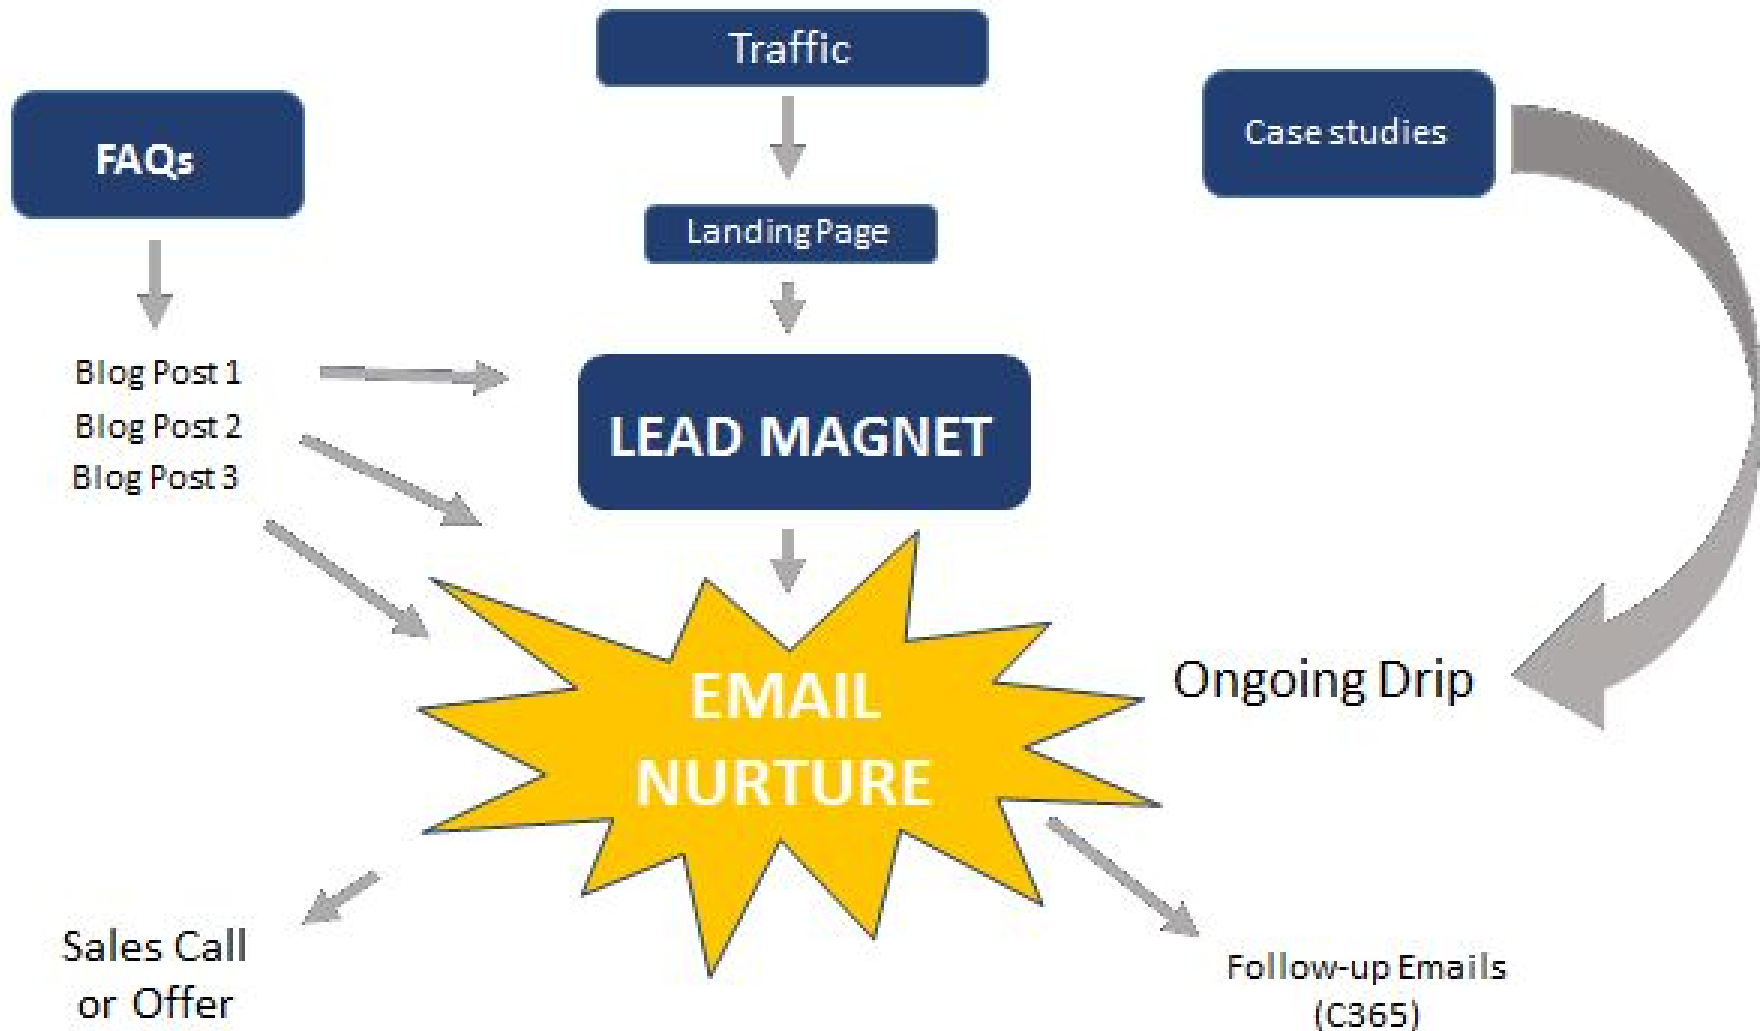 Traffic
FAQs
Case studies
Landing Page
Blog Post 1
Blog Post 2
Blog Post 3
LEAD MAGNET
EMAIL
NURTURE
Ongoing Drip
Sales Call
or Offer
Follow-up Emails
(C365)